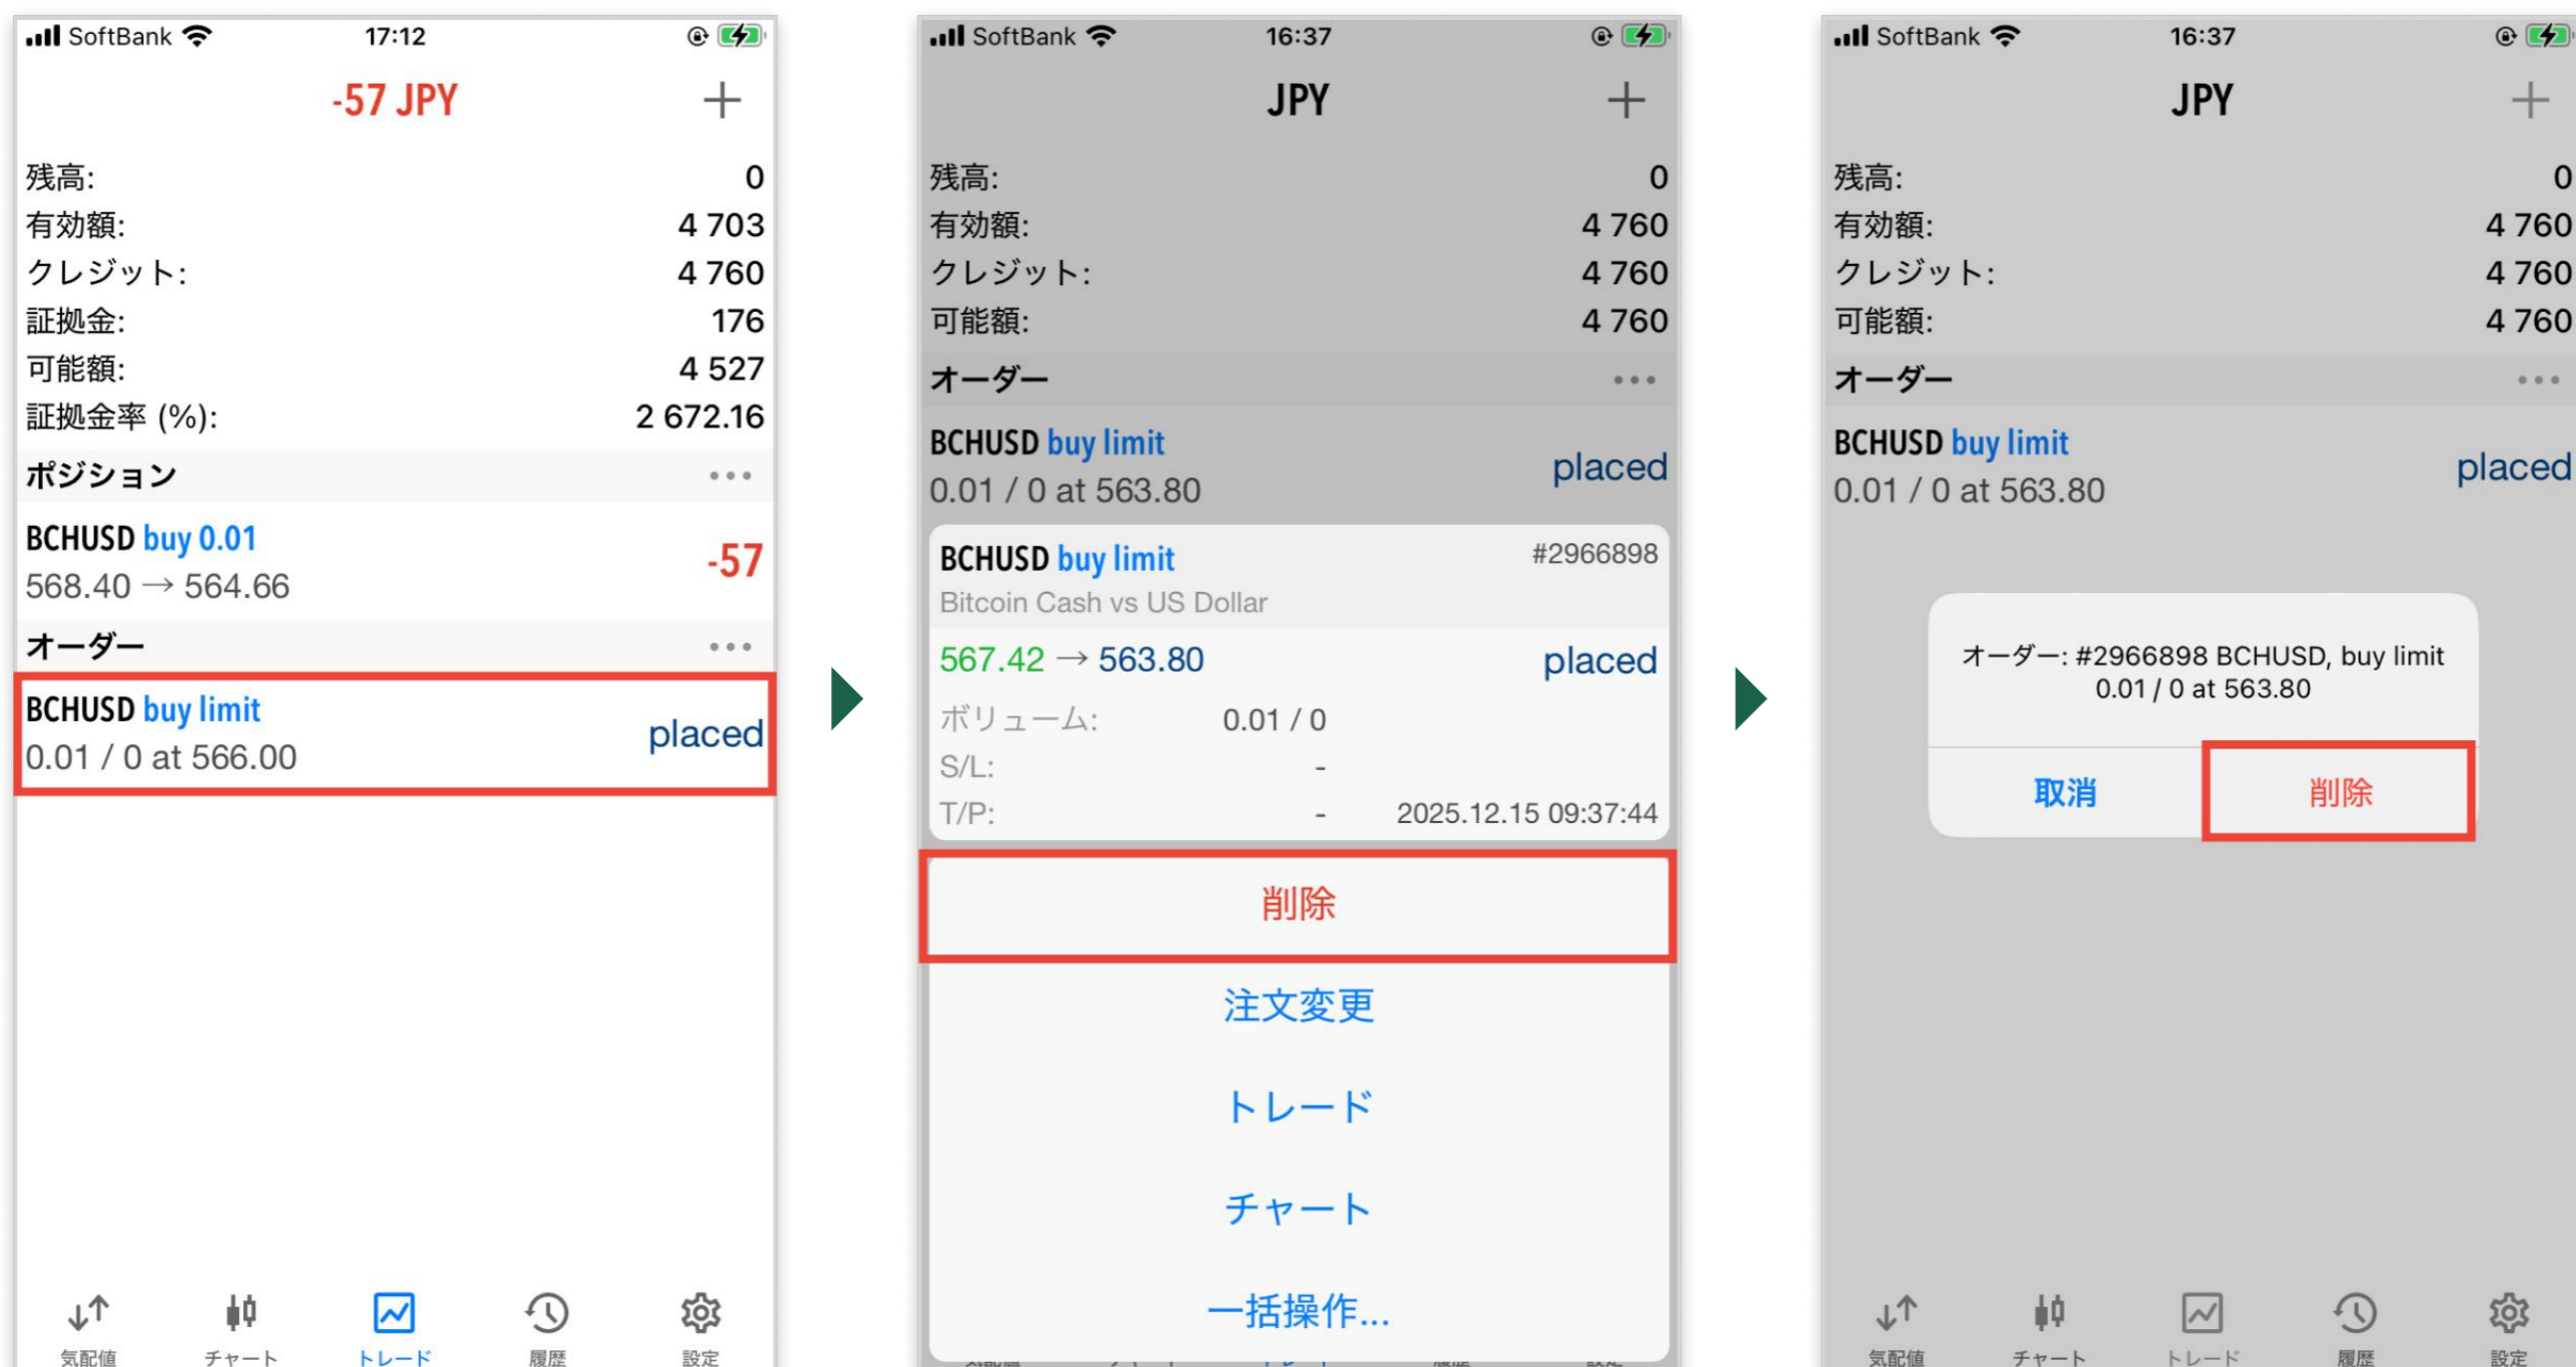 SoftBank 17:12
-57 JPY
残高: 0
有効額: 4 703
クレジット: 4 760
証拠金: 176
可能額: 4 527
証拠金率 (%): 2 672.16
ポジション
BCHUSD buy 0.01
-57
568.40 → 564.66
オーダー
BCHUSD buy limit
placed
0.01 / 0 at 566.00
気配値 チャート トレード 履歴 設定
SoftBank 16:37
JPY
残高: 0
有効額: 4 760
クレジット: 4 760
可能額: 4 760
オーダー
BCHUSD buy limit
placed
0.01 / 0 at 563.80
BCHUSD buy limit #2966898
Bitcoin Cash vs US Dollar
567.42 → 563.80 placed
ボリューム: 0.01 / 0
S/L: -
T/P: - 2025.12.15 09:37:44
削除
注文変更
トレード
チャート
一括操作...
SoftBank 16:37
JPY
残高: 0
有効額: 4 760
クレジット: 4 760
可能額: 4 760
オーダー
BCHUSD buy limit
placed
0.01 / 0 at 563.80
オーダー: #2966898 BCHUSD, buy limit
0.01 / 0 at 563.80
取消 削除
気配値 チャート トレード 履歴 設定